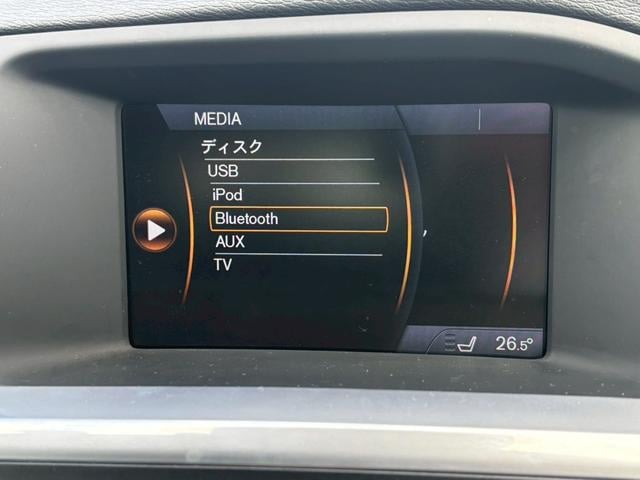 MEDIA
ディスク
USB
iPod
Bluetooth
AUX
TV
26.5°